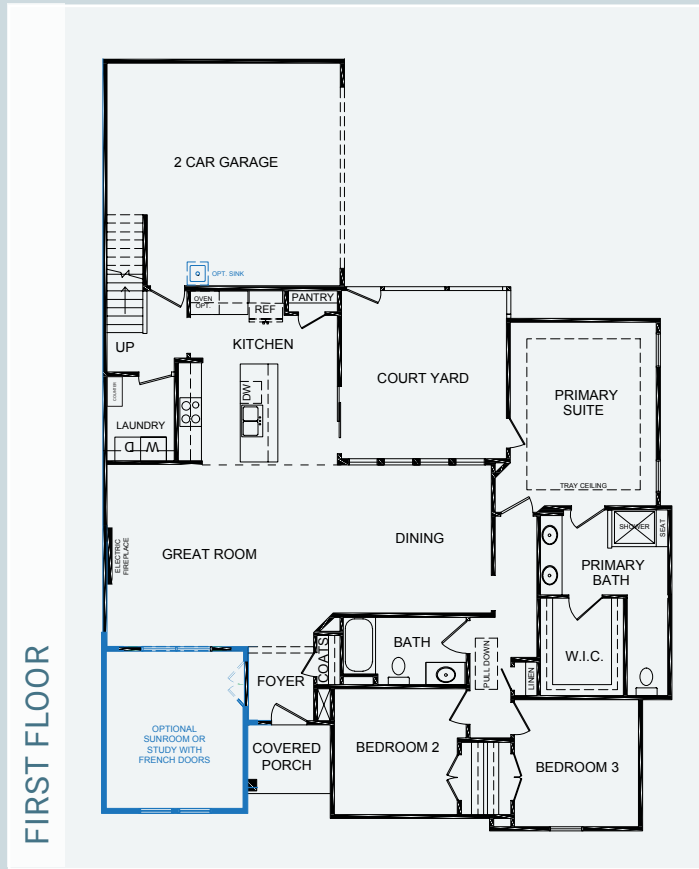 FIRST FLOOR
2 CAR GARAGE
OPT. SINK
OVEN
OPT.
REF
PANTRY
UP
KITCHEN
DW
COURT YARD
PRIMARY
SUITE
COUNTER
LAUNDRY
D
W
TRAY CEILING
ELECTRIC
FIREPLACE
GREAT ROOM
DINING
SHOWER
SEAT
PRIMARY
BATH
COATS
BATH
PULL DOWN
LINEN
W.I.C.
FOYER
OPTIONAL
SUNROOM OR
STUDY WITH
FRENCH DOORS
COVERED
PORCH
BEDROOM 2
BEDROOM 3